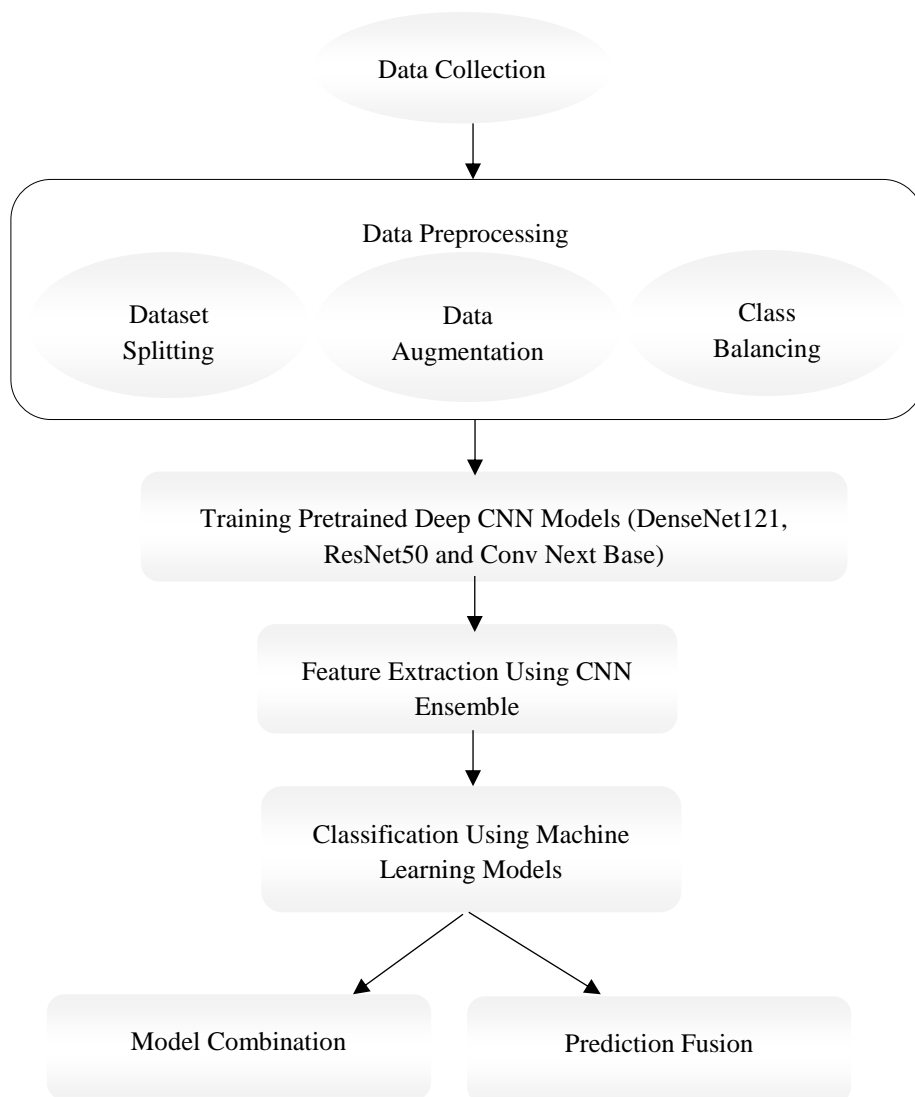 Data Collection
Data Preprocessing
Dataset
Splitting
Data
Augmentation
Class
Balancing
Training Pretrained Deep CNN Models (DenseNet121,
ResNet50 and Conv Next Base)
Feature Extraction Using CNN
Ensemble
Classification Using Machine
Learning Models
Model Combination
Prediction Fusion